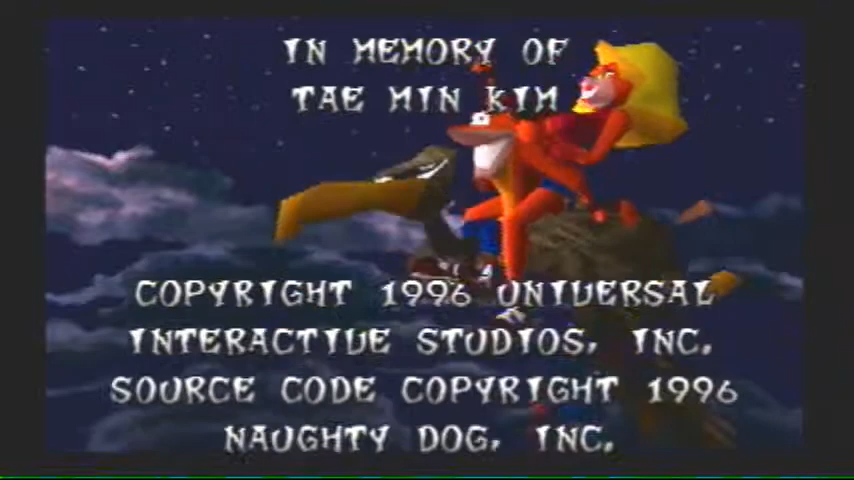 IN MEMORY OF
TAE MIN KIM
COPYRIGHT 1996 UNIVERSAL
INTERACTIVE STUDIOS, INC.
SOURCE CODE COPYRIGHT 1996
NAUGHTY DOG, INC.